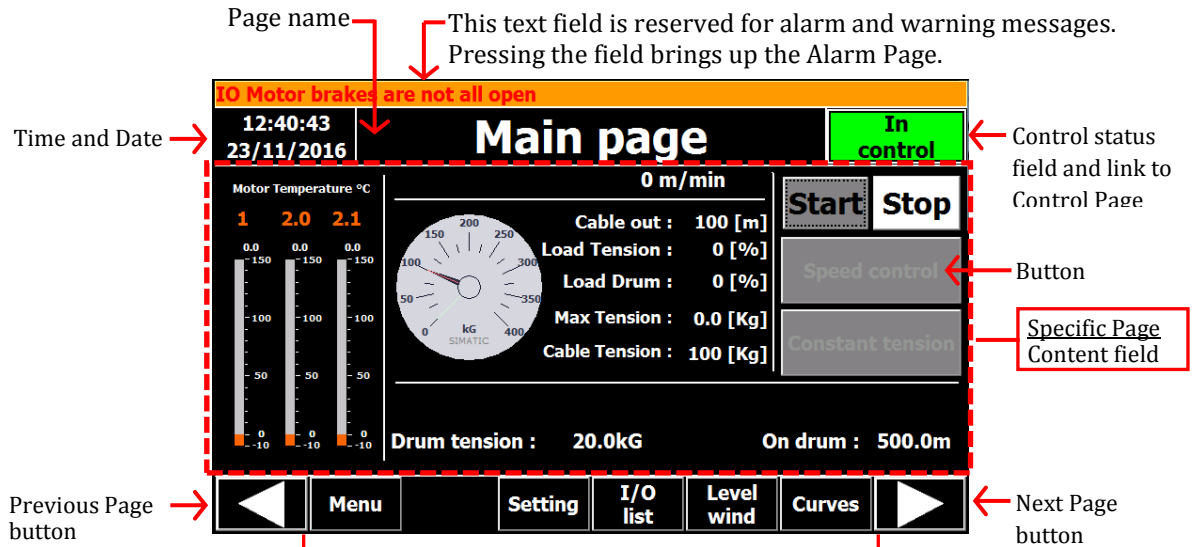 Page name
This text field is reserved for alarm and warning messages.
Pressing the field brings up the Alarm Page.
IO Motor brakes are not all open
Time and Date
12:40:43
23/11/2016
Main page
In
control
Control status
field and link to
Control Page
Motor Temperature °C
1 2.0 2.1
0.0 0.0 0.0
150 150 150
100 100 100
50 50 50
0 0 0
-10 -10 -10
0 m/min
0
50
100
150
200
250
300
350
400
kG
SIMATIC
Cable out : 100 [m]
Load Tension : 0 [%]
Load Drum : 0 [%]
Max Tension : 0.0 [Kg]
Cable Tension : 100 [Kg]
Start Stop
Speed control
Button
Constant tension
Specific Page
Content field
Drum tension : 20.0kG
On drum : 500.0m
Previous Page
button
Menu
Setting
I/O
list
Level
wind
Curves
Next Page
button